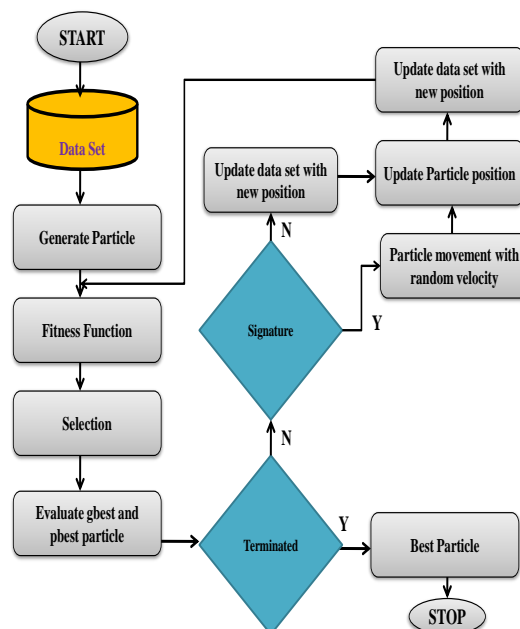 START
Data Set
Generate Particle
Fitness Function
Selection
Evaluate gbest and
pbest particle
Terminated
N
Y
Signature
N
Y
Update data set with
new position
Particle movement with
random velocity
Update Particle position
Update data set with
new position
Best Particle
STOP